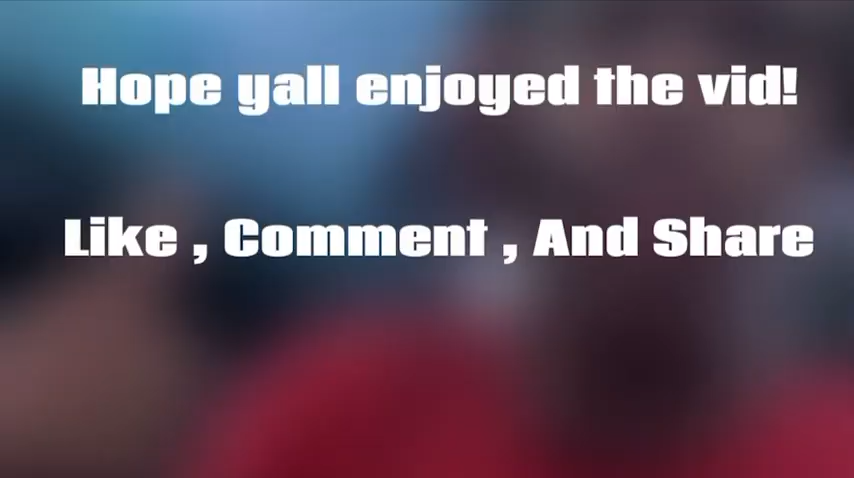 Hope yall enjoyed the vid!
Like , Comment , And Share